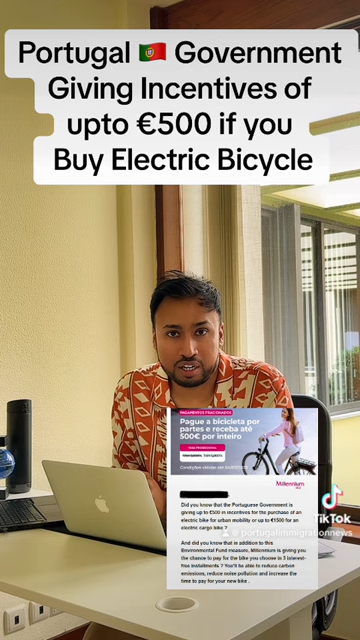 Portugal 🇵🇹 Government
Giving Incentives of
upto €500 if you
Buy Electric Bicycle
PAGAMENTOS FRACIONADOS
Pague a bicicleta por
partes e receba até
500€ por inteiro
Millennium
Did you know that the Portuguese Government is
giving up to €500 in incentives for the purchase of an
electric bike for urban mobility or up to €1500 for an
electric cargo bike ?
And did you know that in addition to this
Environmental Fund measure, Millennium is giving you
the chance to pay for the bike you choose in 3 interest-
free installments ? You'll be able to reduce carbon
emissions, reduce noise pollution and increase the
time to pay for your new bike .
TikTok
@portugalimmigrationnews